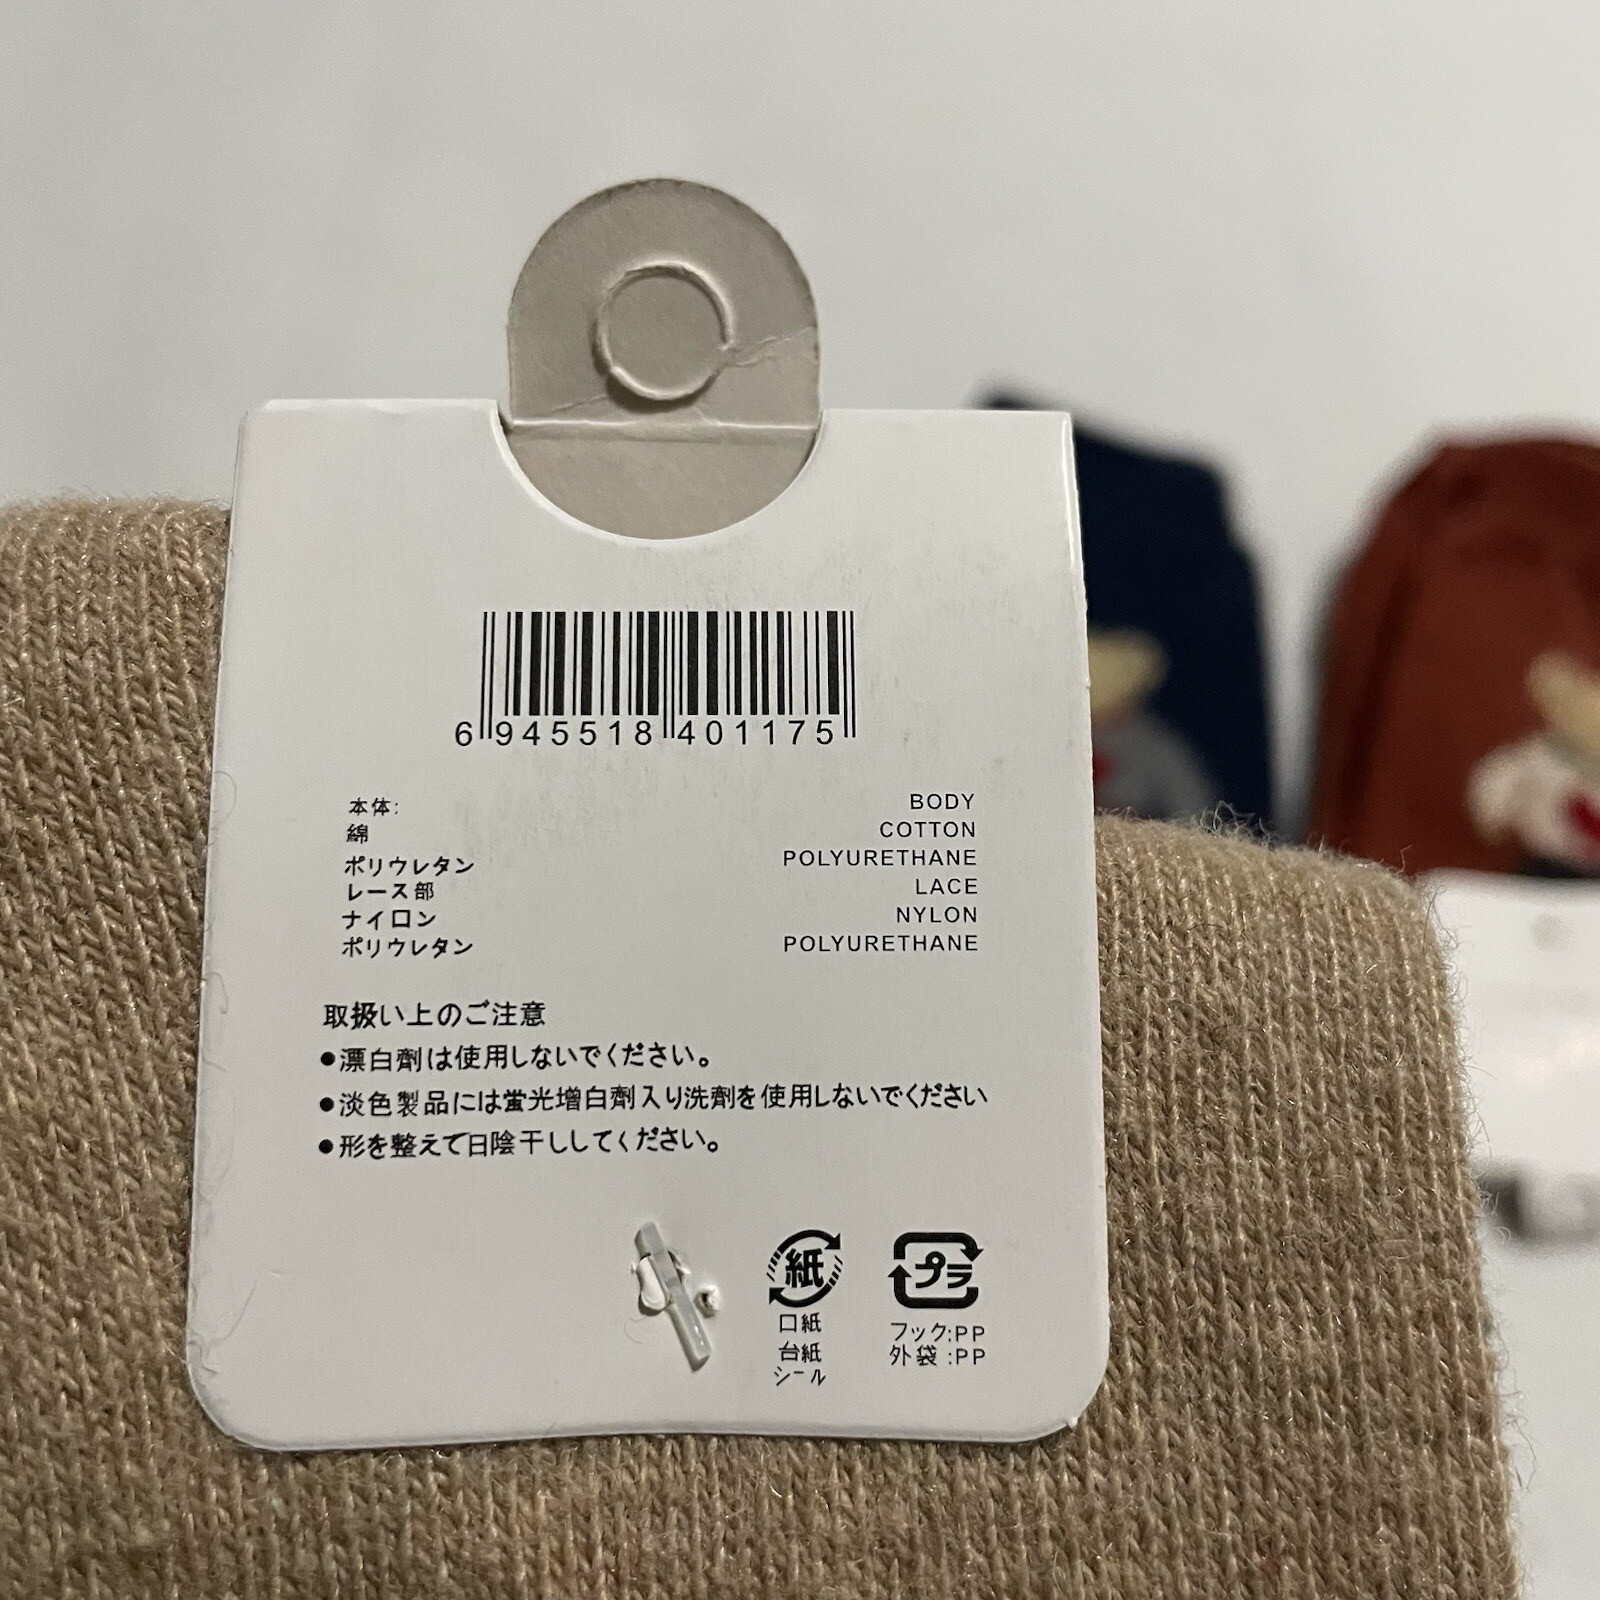 6 945518 401175
本体: BODY
綿 COTTON
ポリウレタン POLYURETHANE
レース部 LACE
ナイロン NYLON
ポリウレタン POLYURETHANE
取扱い上のご注意
●漂白劑は使用しないでください。
●淡色製品には蛍光増白劑入り洗劑を使用しないでください
●形を整えて日陰干ししてください。
紙 プラ
口紙 フック:PP
台紙 外袋:PP
シール